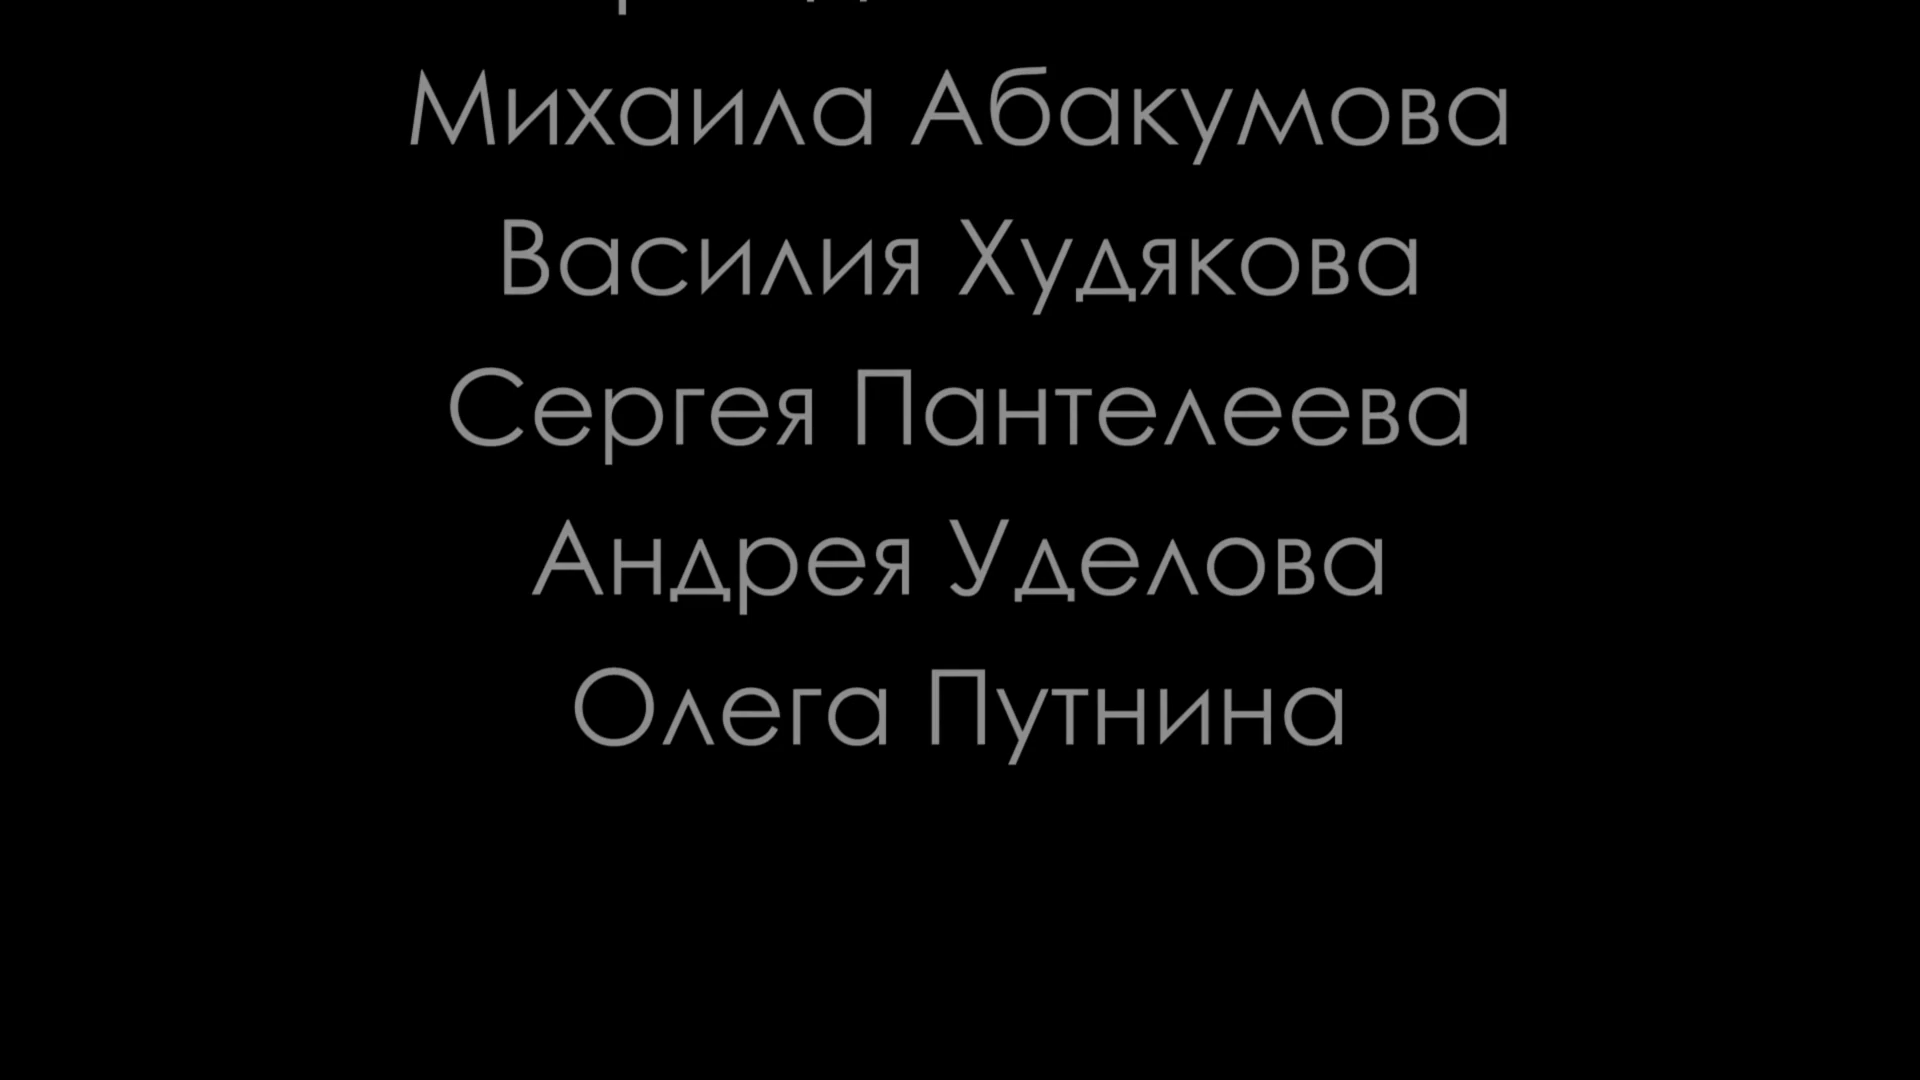 Михаила Абакумова
Василия Худякова
Сергея Пантелеева
Андрея Уделова
Олега Путнина